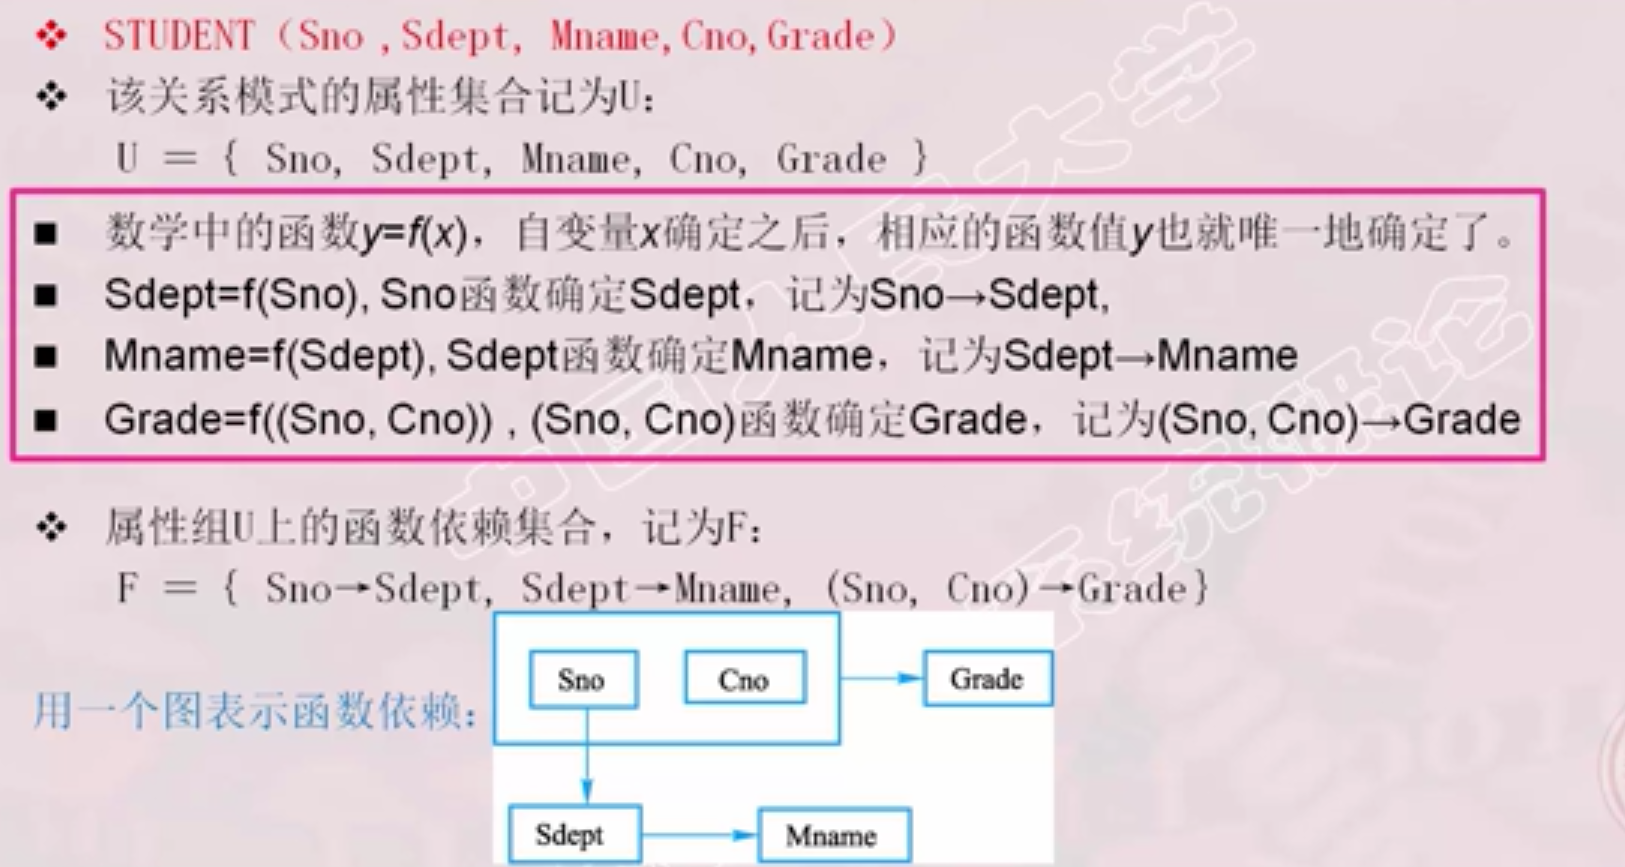 ❖ STUDENT（Sno ,Sdept, Mname,Cno,Grade）
❖ 该关系模式的属性集合记为U：
U = { Sno, Sdept, Mname, Cno, Grade }
■ 数学中的函数y=f(x)，自变量x确定之后，相应的函数值y也就唯一地确定了。
■ Sdept=f(Sno), Sno函数确定Sdept，记为Sno→Sdept,
■ Mname=f(Sdept), Sdept函数确定Mname，记为Sdept→Mname
■ Grade=f((Sno, Cno)) , (Sno, Cno)函数确定Grade，记为(Sno, Cno)→Grade
❖ 属性组U上的函数依赖集合，记为F：
F = { Sno→Sdept, Sdept→Mname, (Sno, Cno)→Grade}
用一个图表示函数依赖：
Sno Cno Grade
Sdept Mname